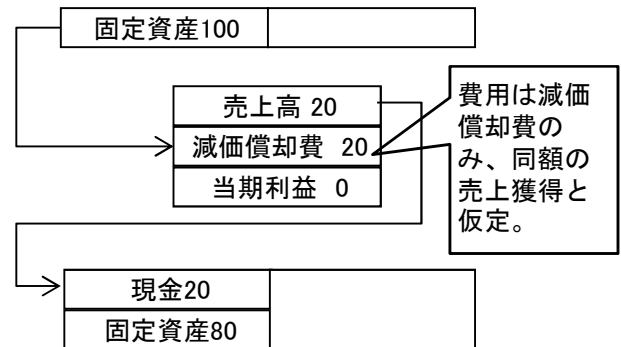 固定資産100
売上高 20
減価償却費 20
当期利益 0
費用は減価
償却費の
み、同額の
売上獲得と
仮定。
現金20
固定資産80